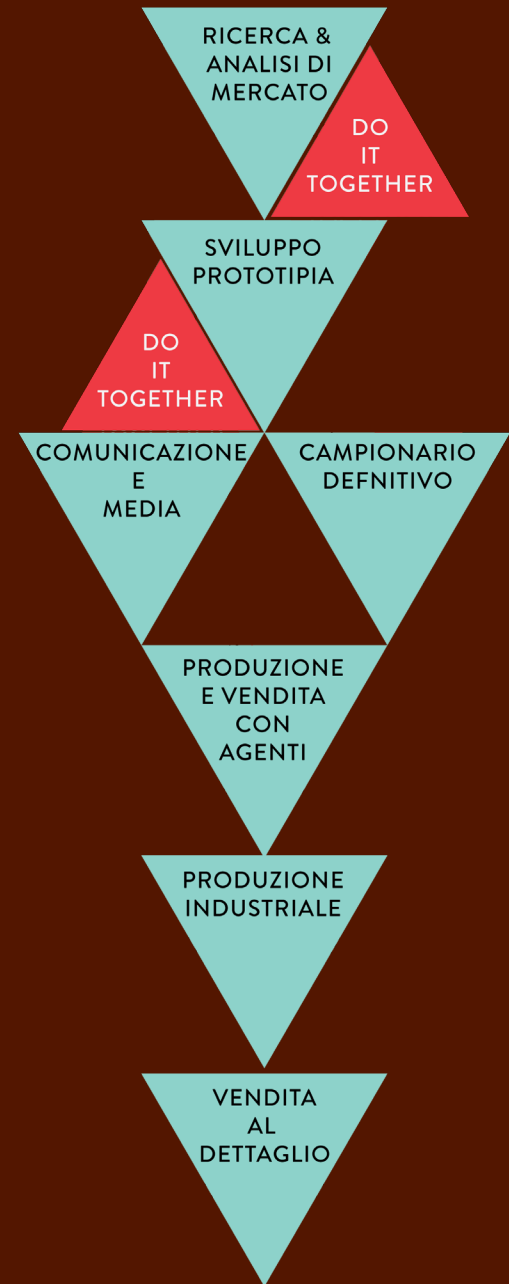 RICERCA &
ANALISI DI
MERCATO
DO
IT
TOGETHER
SVILUPPO
PROTOTIPIA
DO
IT
TOGETHER
COMUNICAZIONE
E
MEDIA
CAMPIONARIO
DEFNITIVO
PRODUZIONE
E VENDITA
CON
AGENTI
PRODUZIONE
INDUSTRIALE
VENDITA
AL
DETTAGLIO